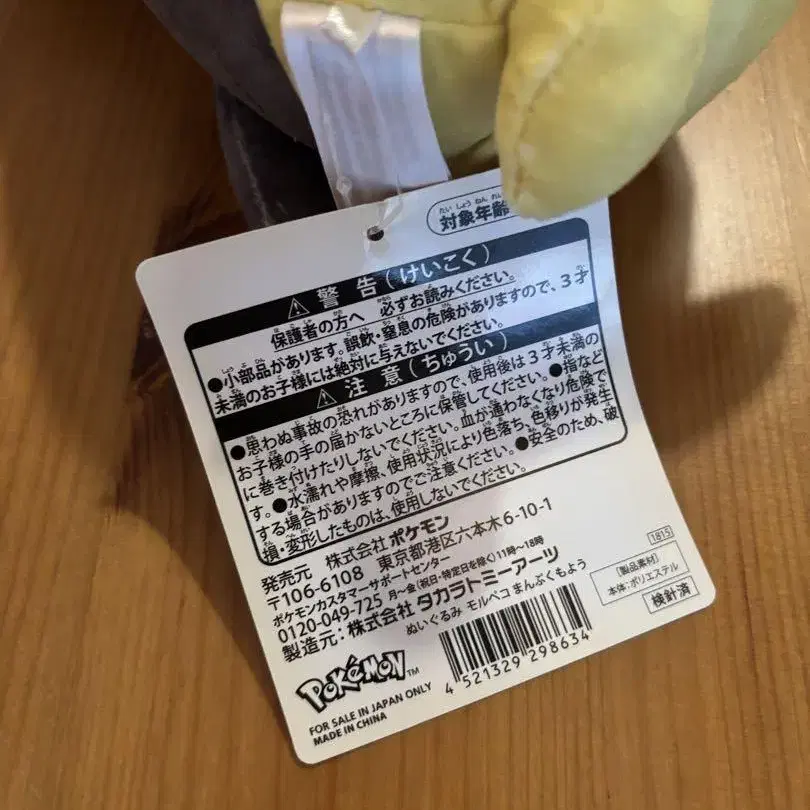 対象年齢
警告(けいこく)
保護者の方へ 必ずお読みください。
●小部品があります。誤飲・窒息の危険がありますので、3才
未満のお子様には絶対に与えないでください。
注意(ちゅうい)
●思わぬ事故の恐れがありますので、使用後は3才未満の
お子様の手の届かないところに保管してください。●指など
に巻き付けたりしないでください。血が通わなくなり危険で
す。●水濡れや摩擦、使用状況により色落ち、色移りが発生
する場合がありますのでご注意ください。●安全のため、破
損・変形したものは、使用しないでください。
発売元 株式会社ポケモン
〒106-6108 東京都港区六本木6-10-1
ポケモンカスタマーサポートセンター
0120-049-725 月～金(祝日・特定日を除く)11時～18時
製造元:株式会社タカラトミーアーツ
ぬいぐるみ モルペコ まんぷくもよう
1815
[製品素材]
本体:ポリエステル
検針済
4 521329 298634
POKéMON™
FOR SALE IN JAPAN ONLY
MADE IN CHINA